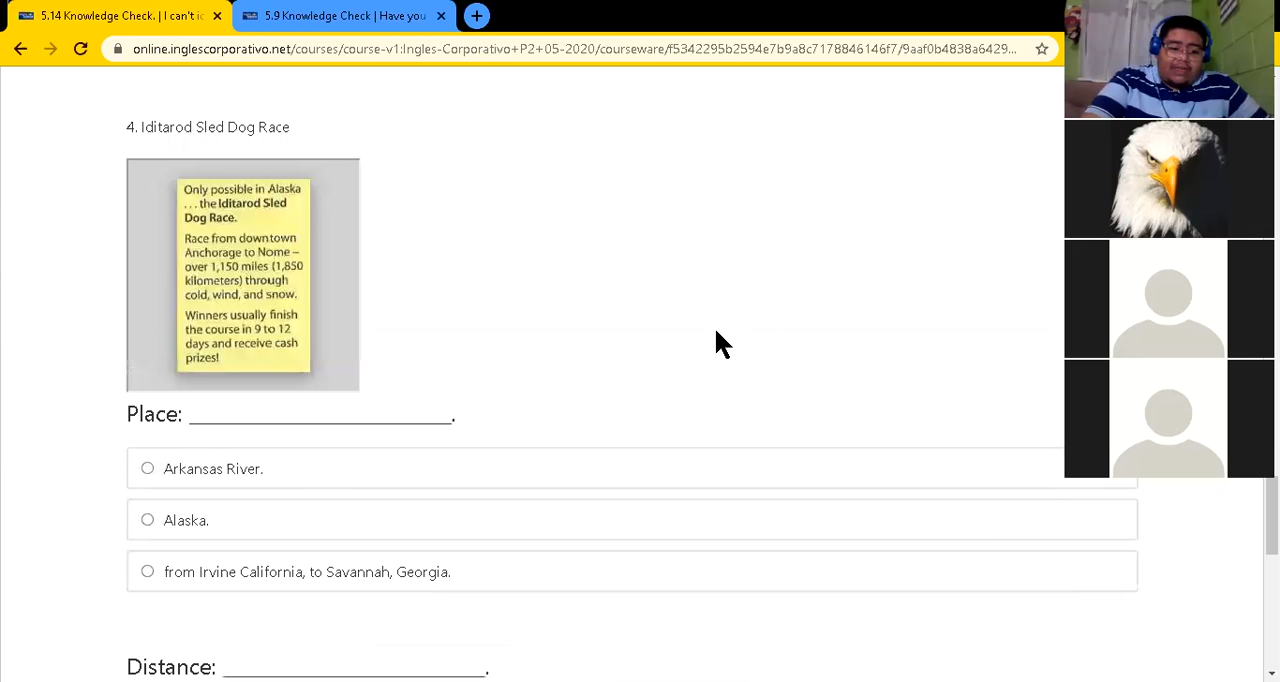 5.14 Knowledge Check. | I can't ic
5.9 Knowledge Check | Have you
online.inglescorporativo.net/courses/course-v1:Ingles-Corporativo+P2+05-2020/courseware/f5342295b2594e7b9a8c7178846146f7/9aaf0b4838a6429...
4. Iditarod Sled Dog Race
Only possible in Alaska
. . . the Iditarod Sled
Dog Race.
Race from downtown
Anchorage to Nome –
over 1,150 miles (1,850
kilometers) through
cold, wind, and snow.
Winners usually finish
the course in 9 to 12
days and receive cash
prizes!
Place: ____________________________.
Arkansas River.
Alaska.
from Irvine California, to Savannah, Georgia.
Distance: ____________________________.